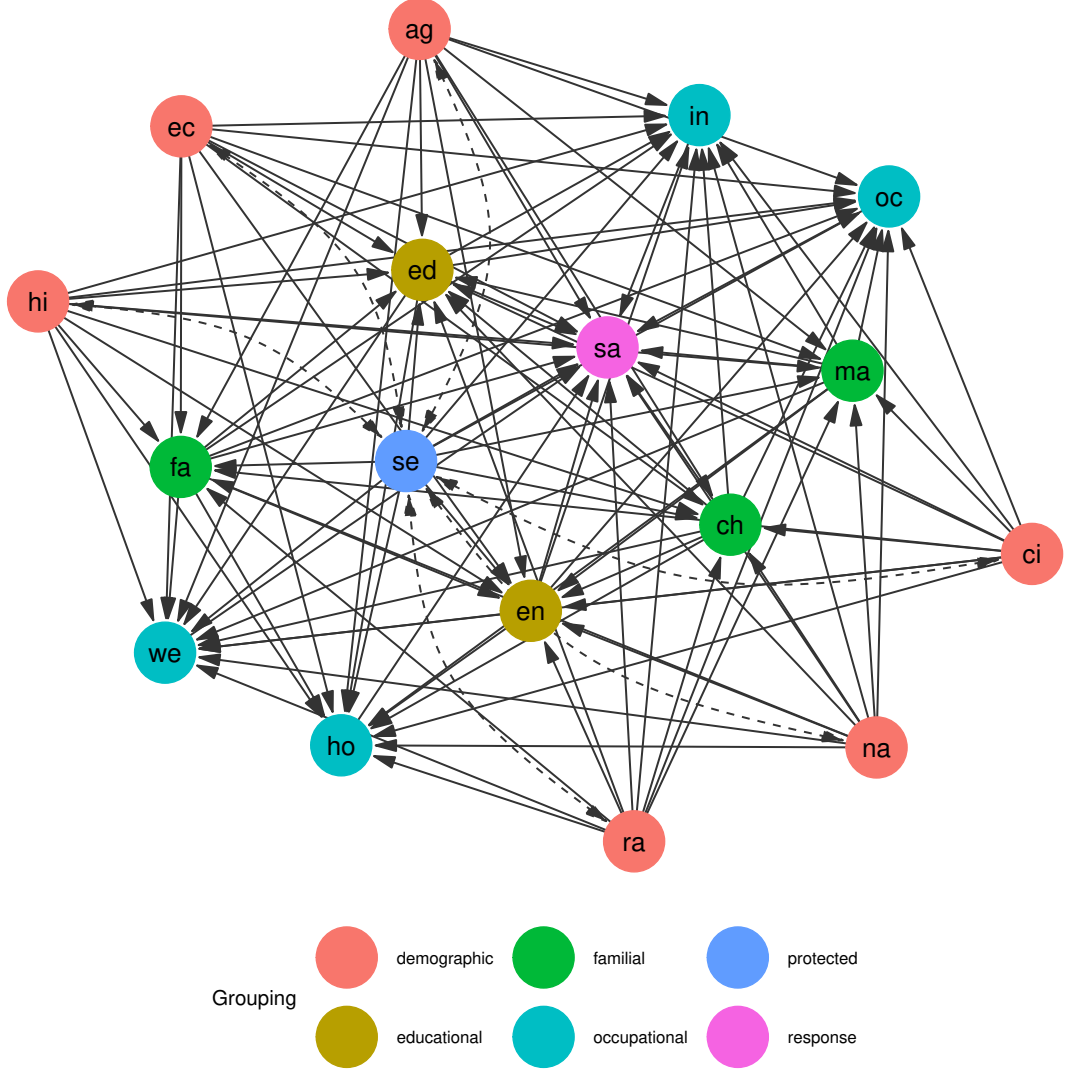 ag
in
ec
oc
ed
hi
sa
ma
se
fa
ch
ci
en
we
ho
na
ra
Grouping
demographic
familial
protected
educational
occupational
response